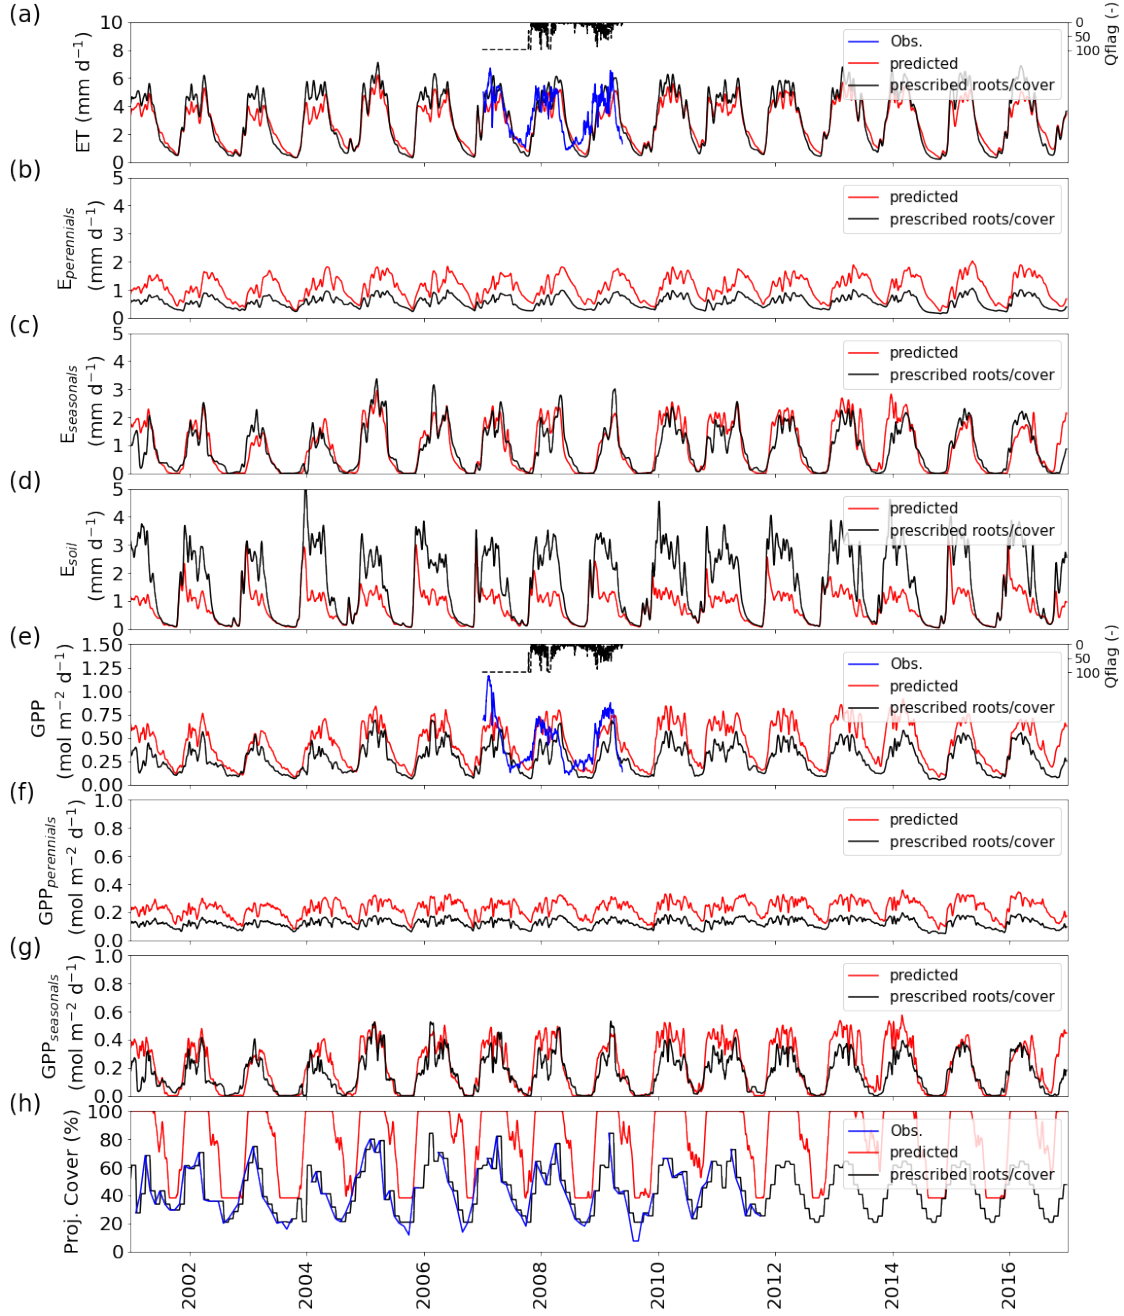 (a)
10
8
6
4
2
0
ET (mm d⁻¹)
0
50
100
Qflag (-)
Obs.
predicted
prescribed roots/cover
(b)
5
4
3
2
1
0
E_perennials
(mm d⁻¹)
predicted
prescribed roots/cover
(c)
5
4
3
2
1
0
E_seasonals
(mm d⁻¹)
predicted
prescribed roots/cover
(d)
5
4
3
2
1
0
E_soil
(mm d⁻¹)
predicted
prescribed roots/cover
(e)
1.50
1.25
1.00
0.75
0.50
0.25
0.00
GPP
(mol m⁻² d⁻¹)
0
50
100
Qflag (-)
Obs.
predicted
prescribed roots/cover
(f)
1.0
0.8
0.6
0.4
0.2
0.0
GPP_perennials
(mol m⁻² d⁻¹)
predicted
prescribed roots/cover
(g)
1.0
0.8
0.6
0.4
0.2
0.0
GPP_seasonals
(mol m⁻² d⁻¹)
predicted
prescribed roots/cover
(h)
100
80
60
40
20
0
Proj. Cover (%)
Obs.
predicted
prescribed roots/cover
2002
2004
2006
2008
2010
2012
2014
2016